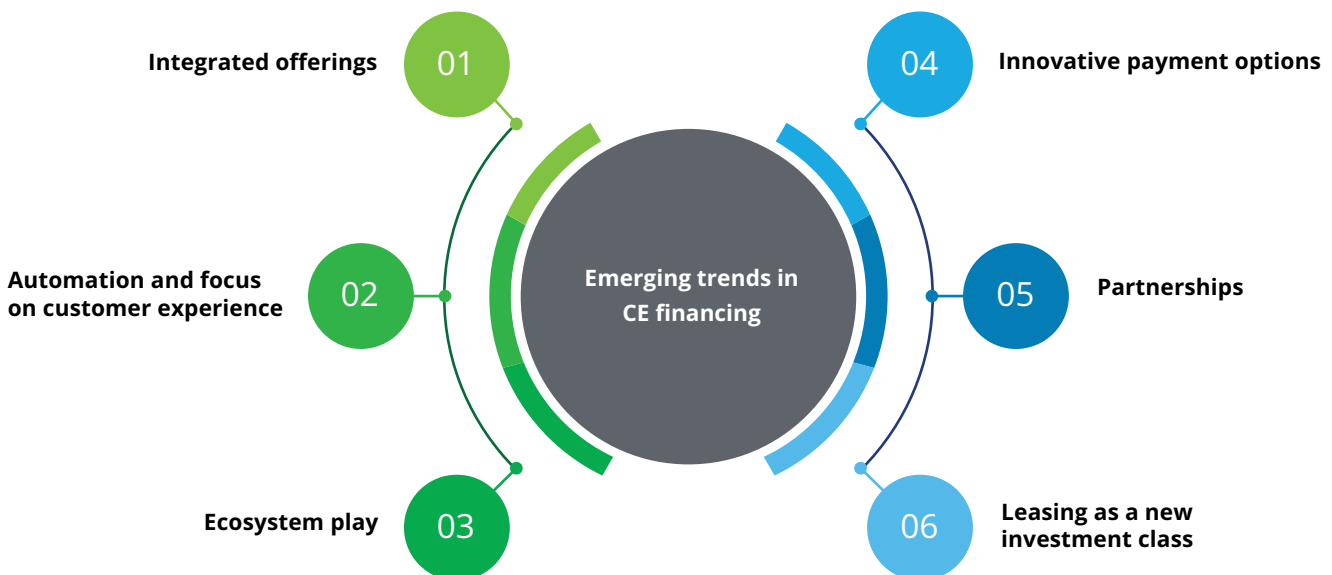 Emerging trends in
CE financing
01
Integrated offerings
02
Automation and focus
on customer experience
03
Ecosystem play
04
Innovative payment options
05
Partnerships
06
Leasing as a new
investment class